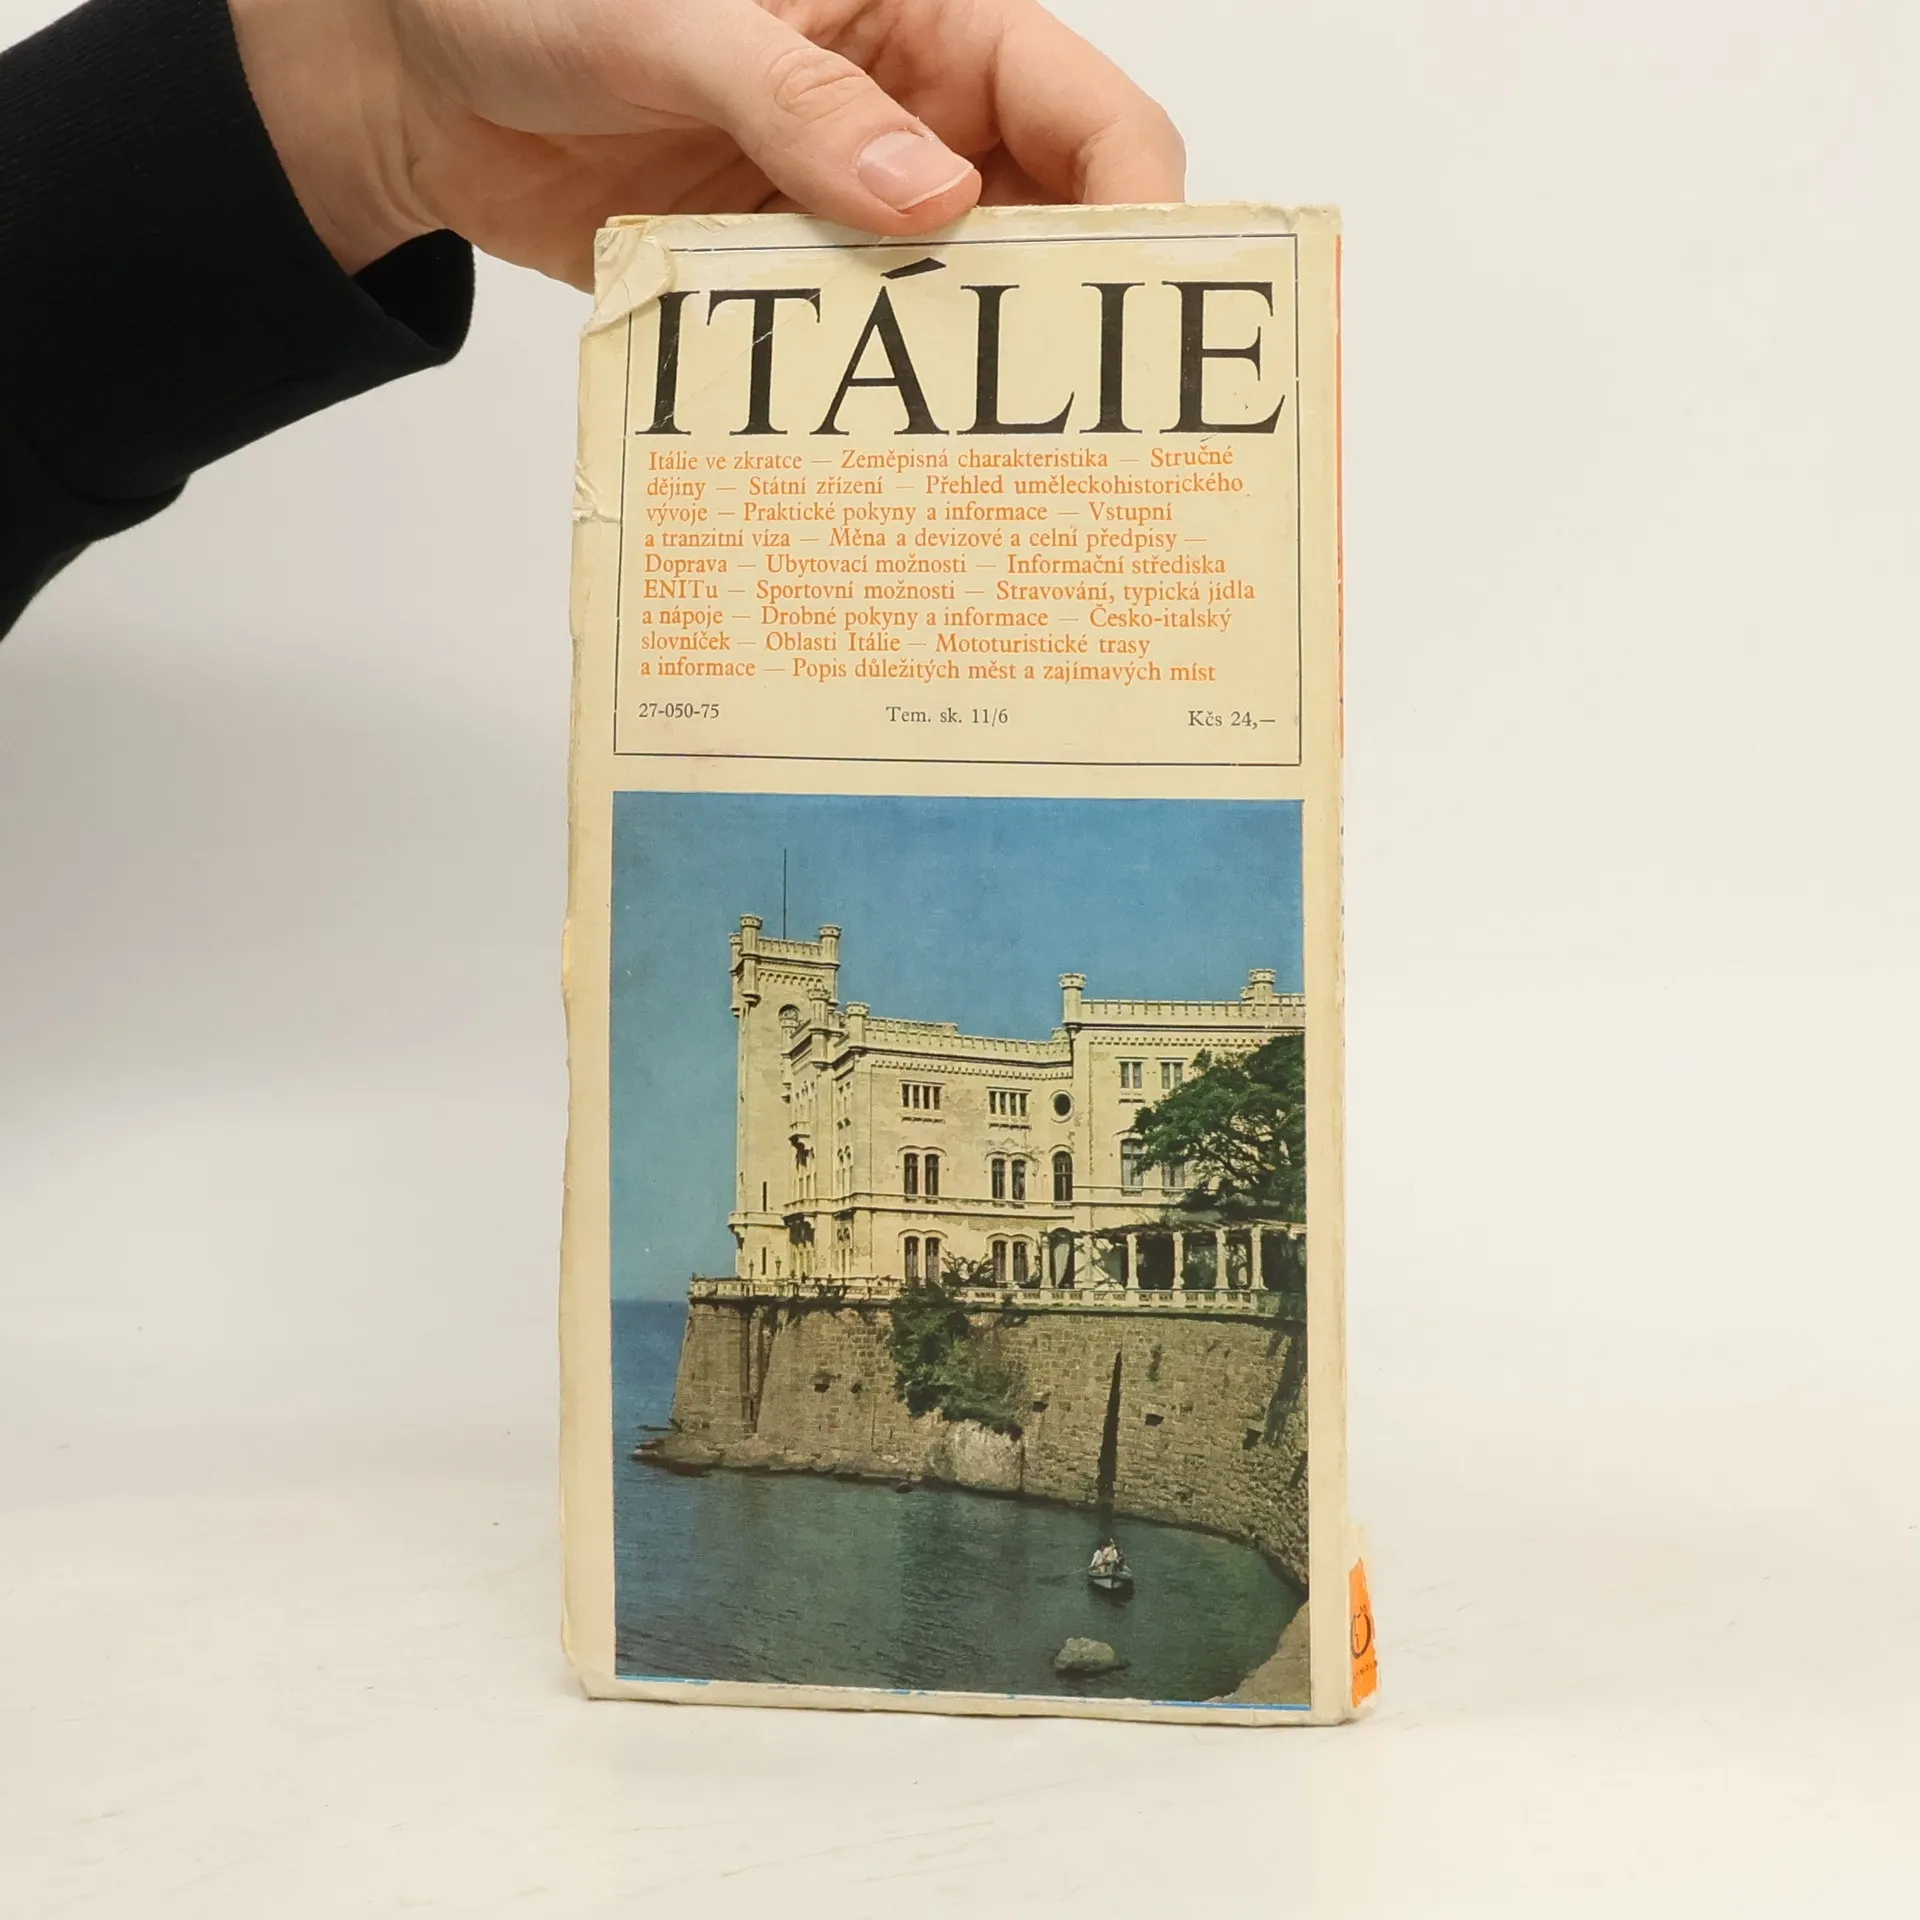 ITÁLIE
Itálie ve zkratce — Zeměpisná charakteristika — Stručné
dějiny — Státní zřízení — Přehled uměleckohistorického
vývoje — Praktické pokyny a informace — Vstupní
a tranzitní víza — Měna a devizové a celní předpisy —
Doprava — Ubytovací možnosti — Informační střediska
ENITu — Sportovní možnosti — Stravování, typická jídla
a nápoje — Drobné pokyny a informace — Česko-italský
slovníček — Oblasti Itálie — Mototuristické trasy
a informace — Popis důležitých měst a zajímavých míst
27-050-75 Tem. sk. 11/6 Kčs 24,—